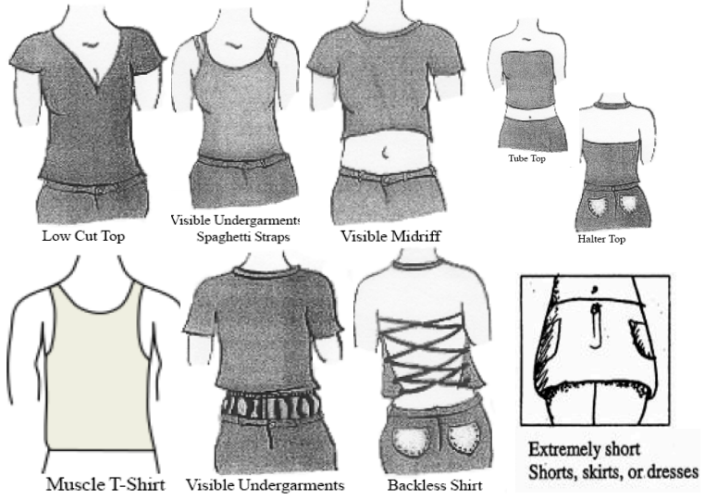 Low Cut Top
Visible Undergarments
Spaghetti Straps
Visible Midriff
Tube Top
Halter Top
Muscle T-Shirt
Visible Undergarments
Backless Shirt
Extremely short
Shorts, skirts, or dresses